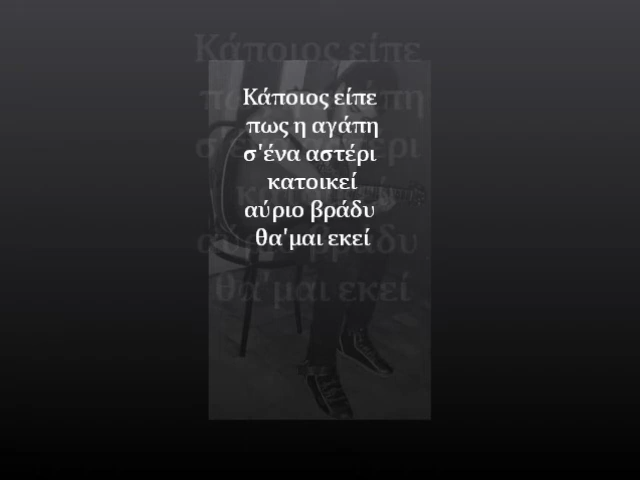 Κάποιος είπε
πως η αγάπη
σ'ένα αστέρι
κατοικεί
αύριο βράδυ
θα'μαι εκεί